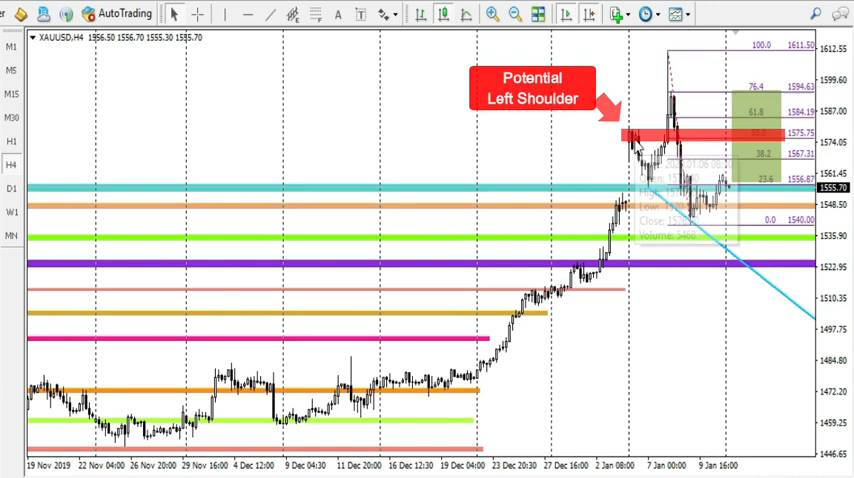 AutoTrading
A
T
M1
M5
M15
M30
H1
H4
D1
W1
MN
XAUUSD,H4 1556.50 1556.70 1555.30 1555.70
Potential
Left Shoulder
100.0 1611.50
76.4 1594.63
61.8 1584.19
50.0 1575.75
38.2 1567.31
23.6 1556.87
0.0 1540.00
Close: 157
Volume: 5468
1612.55
1599.60
1587.00
1574.05
1561.45
1555.70
1548.50
1535.90
1522.95
1510.35
1497.75
1484.80
1472.20
1459.25
1446.65
19 Nov 2019
22 Nov 04:00
26 Nov 20:00
29 Nov 16:00
4 Dec 12:00
9 Dec 04:30
11 Dec 20:00
16 Dec 12:30
19 Dec 04:00
23 Dec 20:30
27 Dec 16:00
2 Jan 08:00
7 Jan 00:00
9 Jan 16:00